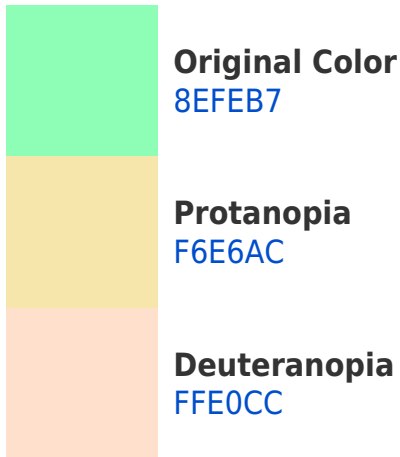 Original Color
8EFEB7
Protanopia
F6E6AC
Deuteranopia
FFE0CC